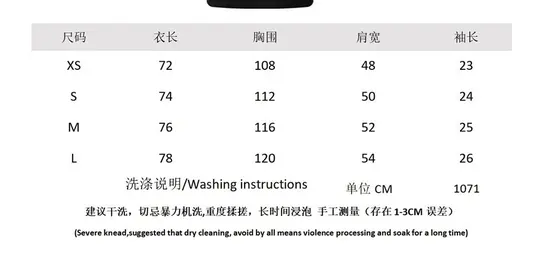 尺码 衣长 胸围 肩宽 袖长
XS 72 108 48 23
S 74 112 50 24
M 76 116 52 25
L 78 120 54 26
洗涤说明/Washing instructions 单位 CM 1071
建议干洗，切忌暴力机洗,重度揉搓，长时间浸泡 手工测量（存在1-3CM 误差）
(Severe knead,suggested that dry cleaning, avoid by all means violence processing and soak for a long time)